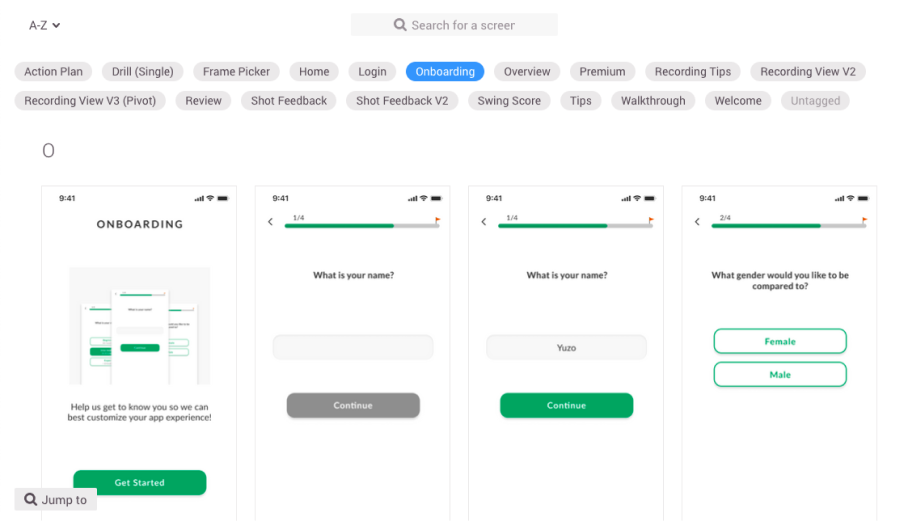 A-Z
Search for a screer
Action Plan Drill (Single) Frame Picker Home Login Onboarding Overview Premium Recording Tips Recording View V2
Recording View V3 (Pivot) Review Shot Feedback Shot Feedback V2 Swing Score Tips Walkthrough Welcome Untagged
O
9:41
ONBOARDING
Help us get to know you so we can
best customize your app experience!
Get Started
9:41
1/4
What is your name?
Continue
9:41
1/4
What is your name?
Yuzo
Continue
9:41
2/4
What gender would you like to be
compared to?
Female
Male
Jump to